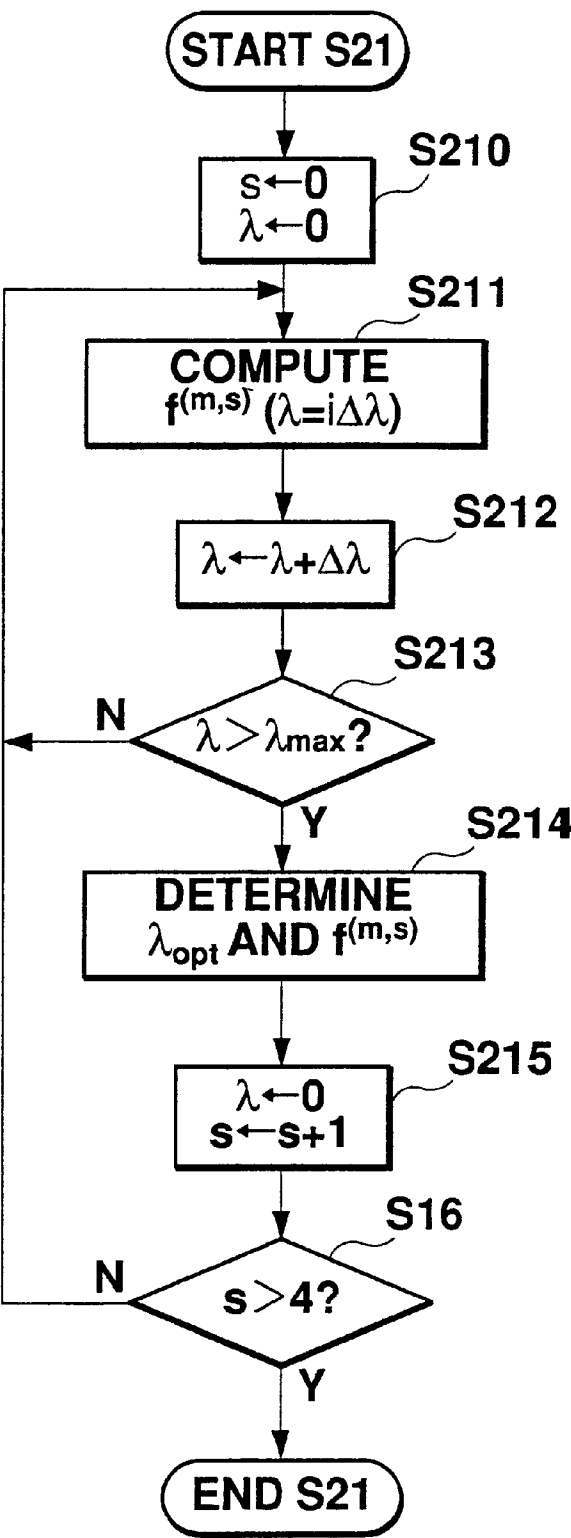 START S21
S210
s←0
λ←0
S211
COMPUTE
f(m,s) (λ=iΔλ)
S212
λ←λ+Δλ
S213
N
λ>λmax?
Y
S214
DETERMINE
λopt AND f(m,s)
S215
λ←0
s←s+1
S16
N
s>4?
Y
END S21